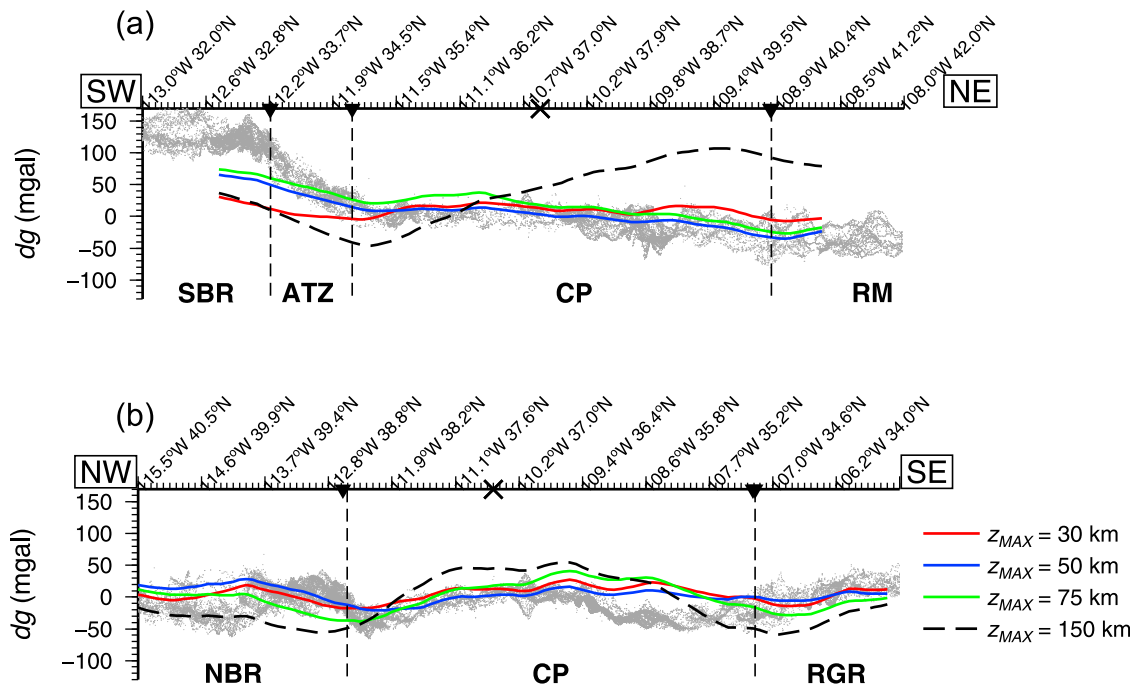 (a)
113.0°W 32.0°N
112.6°W 32.8°N
112.2°W 33.7°N
111.9°W 34.5°N
111.5°W 35.4°N
111.1°W 36.2°N
110.7°W 37.0°N
110.2°W 37.9°N
109.8°W 38.7°N
109.4°W 39.5°N
108.9°W 40.4°N
108.5°W 41.2°N
108.0°W 42.0°N
SW
NE
150
100
50
0
−50
−100
dg (mgal)
SBR ATZ CP RM
(b)
115.5°W 40.5°N
114.6°W 39.9°N
113.7°W 39.4°N
112.8°W 38.8°N
111.9°W 38.2°N
111.1°W 37.6°N
110.2°W 37.0°N
109.4°W 36.4°N
108.6°W 35.8°N
107.7°W 35.2°N
107.0°W 34.6°N
106.2°W 34.0°N
NW
SE
150
100
50
0
−50
−100
dg (mgal)
NBR CP RGR
zMAX = 30 km
zMAX = 50 km
zMAX = 75 km
zMAX = 150 km